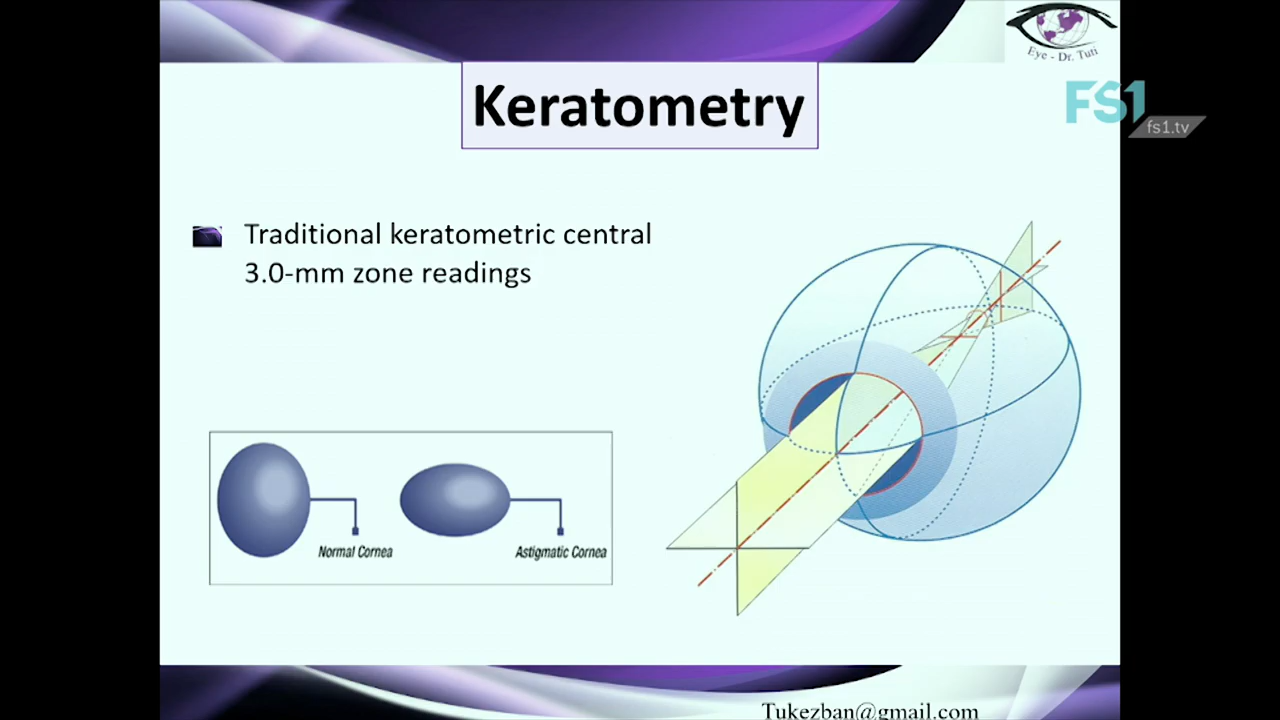 Eye - Dr. Tuti
FS1
fs1.tv
Keratometry
Traditional keratometric central
3.0-mm zone readings
Normal Cornea
Astigmatic Cornea
Tukezban@gmail.com